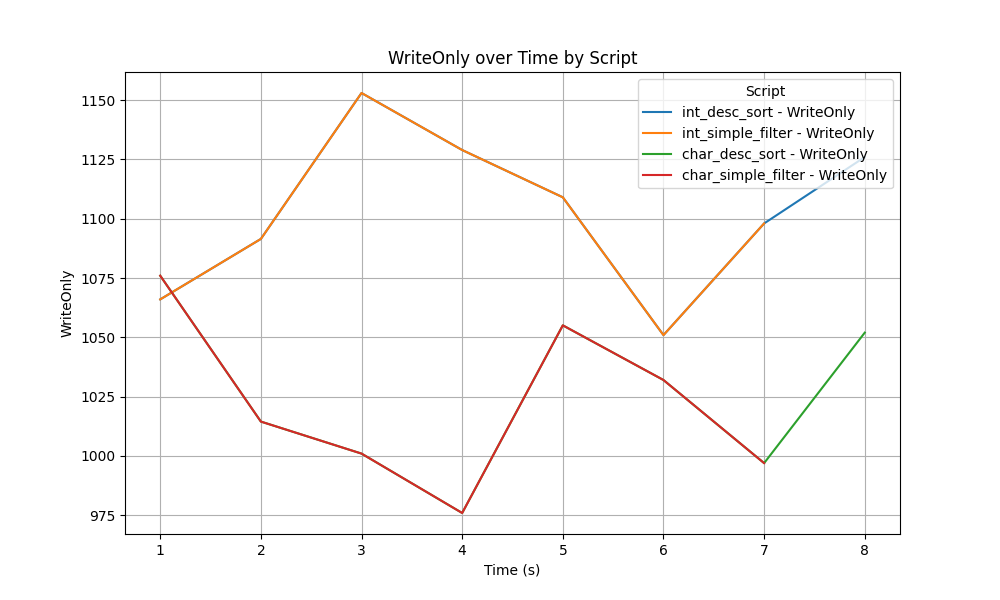 WriteOnly over Time by Script
Script
int_desc_sort - WriteOnly
int_simple_filter - WriteOnly
char_desc_sort - WriteOnly
char_simple_filter - WriteOnly
WriteOnly
1150
1125
1100
1075
1050
1025
1000
975
1 2 3 4 5 6 7 8
Time (s)